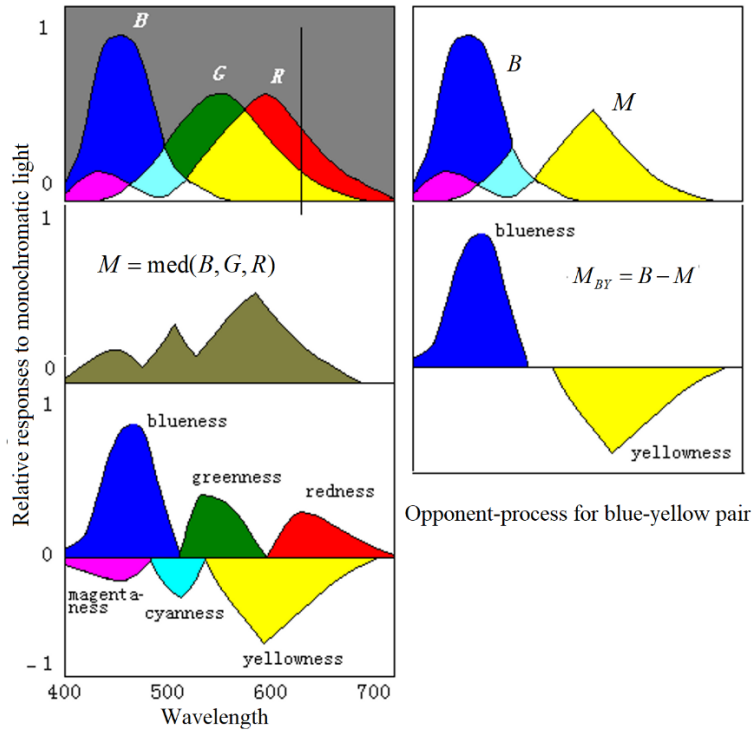 Relative responses to monochromatic light
1
B
G
R
0
1
M = med(B, G, R)
0
1
blueness
greenness
redness
0
magenta-
ness
cyanness
yellowness
- 1
400 500 600 700
Wavelength
B
M
blueness
M_BY = B – M
yellowness
Opponent-process for blue-yellow pair